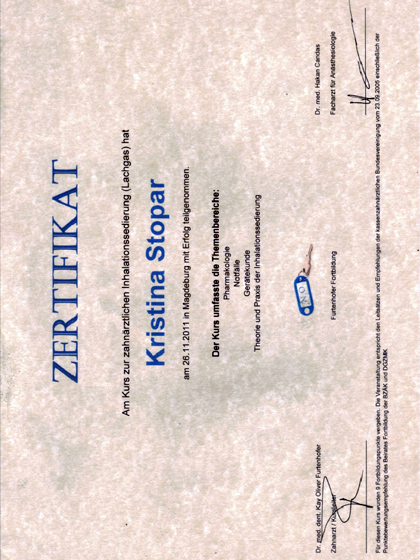 ZERTIFIKAT
Am Kurs zur zahnarztlichen Inhalationssedierung (Lachgas) hat
Kristina Stopar
am 26.11.2011 in Magdeburg mit Erfolg teilgenommen.
Der Kurs umfasste die Themenbereiche:
Pharmakologie
Notfälle
Gerätekunde
Theorie und Praxis der Inhalationssedierung
Dr. med. dent. Kay Oliver Furtenhofer
Zahnarzt / Kursleiter
Furtenhofer Fortbildung
Dr. med. Hakan Candas
Facharzt für Anästhesiologie
Für diesen Kurs wurden 9 Fortbildungspunkte vergeben. Die Veranstaltung entspricht den Leitsätzen und Empfehlungen der kassenzahnärztlichen Bundesvereinigung vom 23.09.2005 einschließlich der
Punktebewertungsempfehlung des Beirates Fortbildung der BZÄK und DGZMK